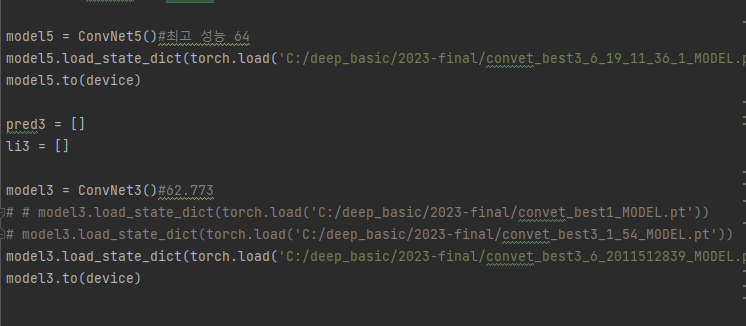 model5 = ConvNet5()#최고 성능 64
model5.load_state_dict(torch.load('C:/deep_basic/2023-final/convet_best3_6_19_11_36_1_MODEL.p
model5.to(device)
pred3 = []
li3 = []
model3 = ConvNet3()#62.773
# # model3.load_state_dict(torch.load('C:/deep_basic/2023-final/convet_best1_MODEL.pt'))
# model3.load_state_dict(torch.load('C:/deep_basic/2023-final/convet_best3_1_54_MODEL.pt'))
model3.load_state_dict(torch.load('C:/deep_basic/2023-final/convet_best3_6_2011512839_MODEL.p
model3.to(device)